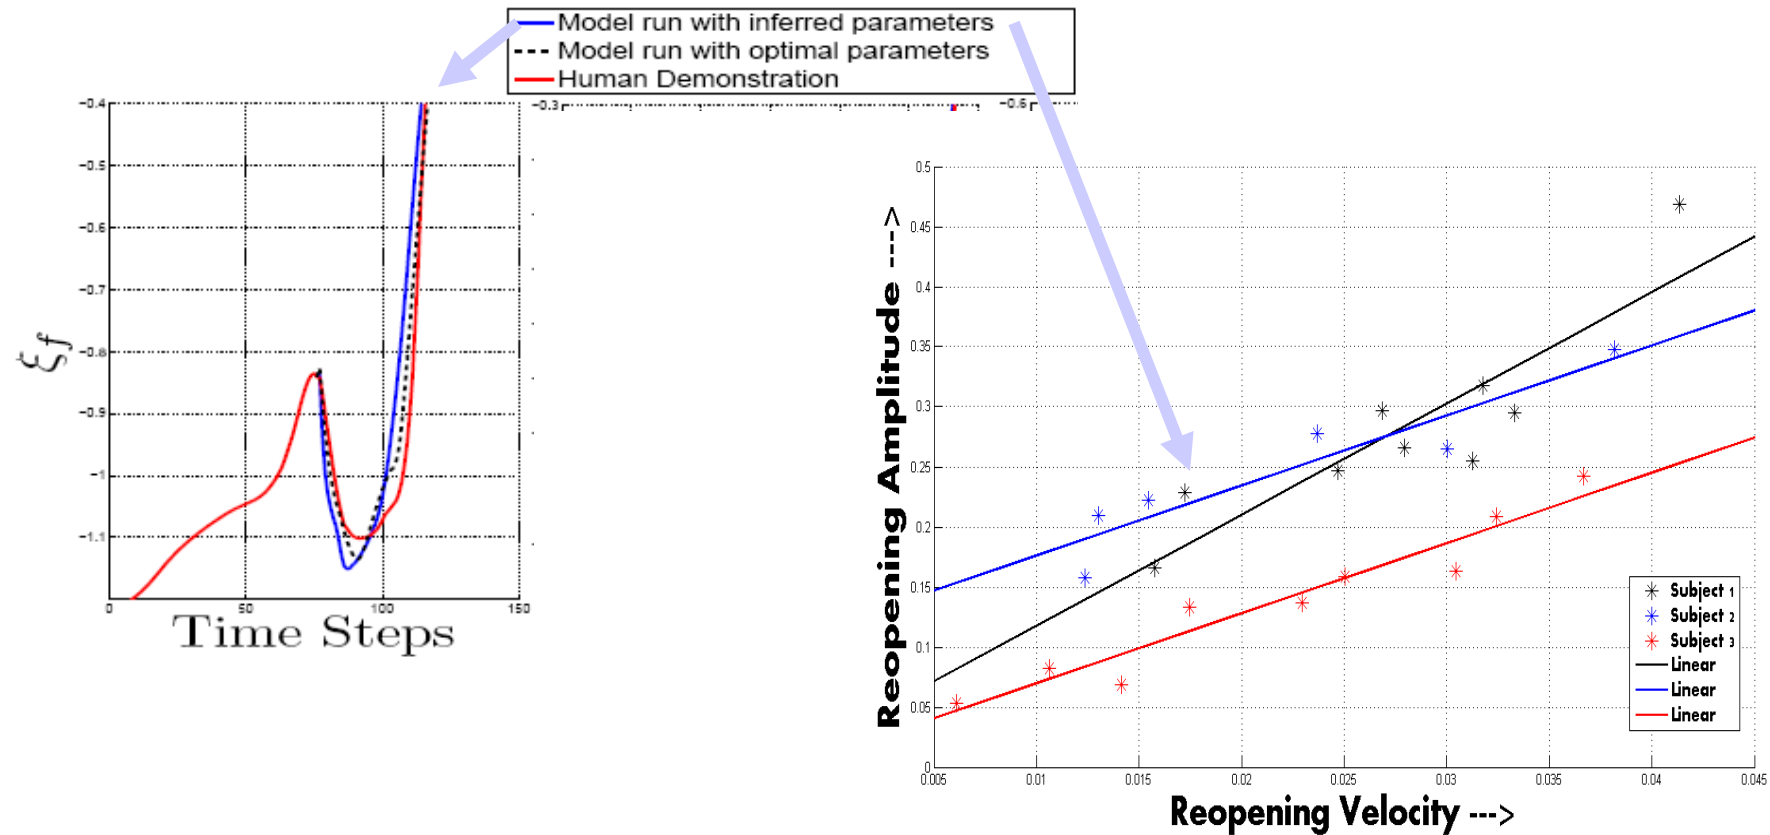 Model run with inferred parameters
Model run with optimal parameters
Human Demonstration
-0.4
-0.5
-0.6
-0.7
-0.8
-0.9
-1
-1.1
0
50
100
150
ξf
Time Steps
-0.3
-0.6
0.5
0.45
0.4
0.35
0.3
0.25
0.2
0.15
0.1
0.05
0
0.005
0.01
0.015
0.02
0.025
0.03
0.035
0.04
0.045
Reopening Amplitude --->
Reopening Velocity --->
Subject 1
Subject 2
Subject 3
Linear
Linear
Linear